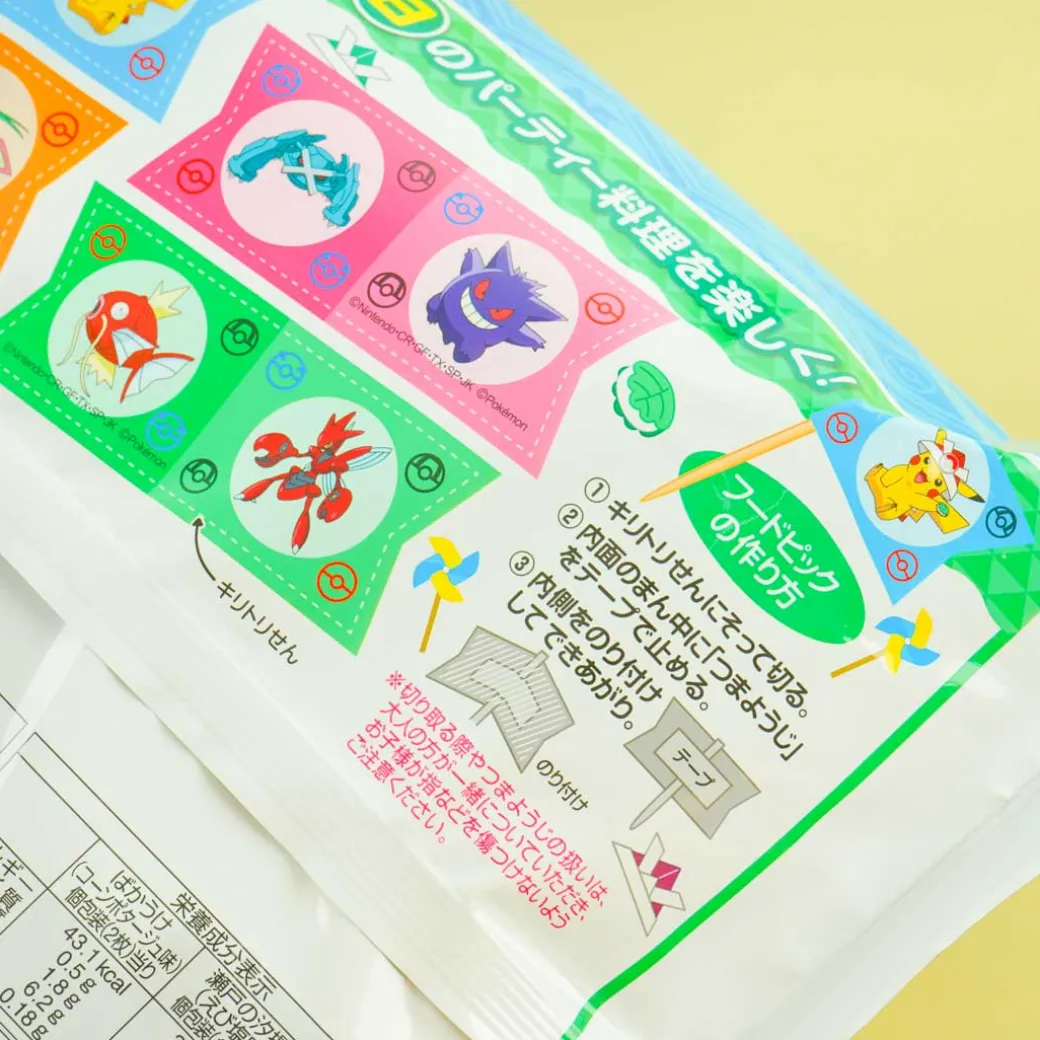 日のパーティー料理を楽しく!
©Nintendo・CR・GF・TX・SP・JK ©Pokémon
©Nintendo・CR・GF・TX・SP・JK ©Pokémon
キリトリせん
フードピック
の作り方
① キリトリせんにそって切る。
② 内面のまん中に「つまようじ」
をテープで止める。
③ 内側をのり付け
してできあがり。
のり付け
テープ
※切り取る際やつまようじの扱いは、
大人の方が一緒についていただき、
お子様が指などを傷つけないよう
ご注意ください。
栄養成分表示
ばかうけ
(コーンポタージュ味)
個包装(2枚)当り
瀬戸の汐揚
(えび塩
個包装(
ルギー
質
43.1kcal
0.5g
1.8g
6.2g
0.18g